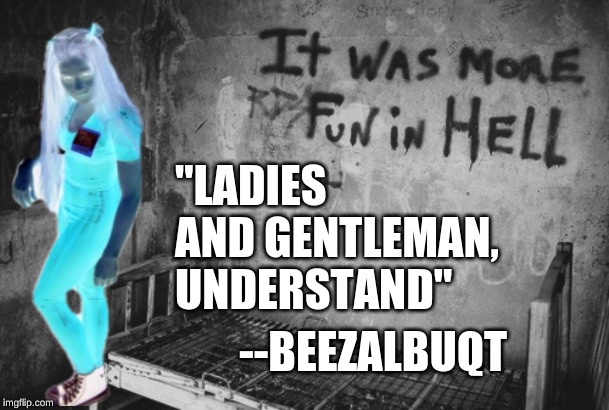 It was more
Fun in Hell
"LADIES
AND GENTLEMAN,
UNDERSTAND"
--BEEZALBUQT
imgflip.com